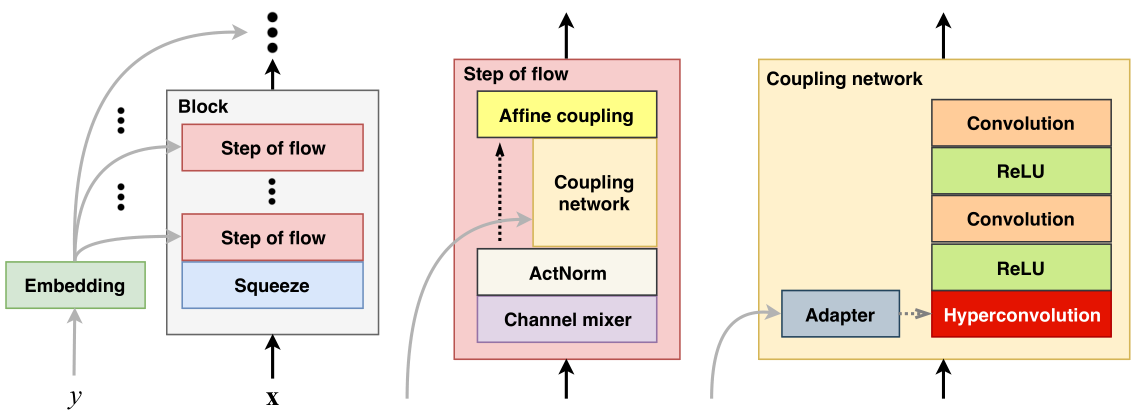 Block
Step of flow
Step of flow
Squeeze
Embedding
y
x
Step of flow
Affine coupling
Coupling
network
ActNorm
Channel mixer
Coupling network
Convolution
ReLU
Convolution
ReLU
Adapter
Hyperconvolution